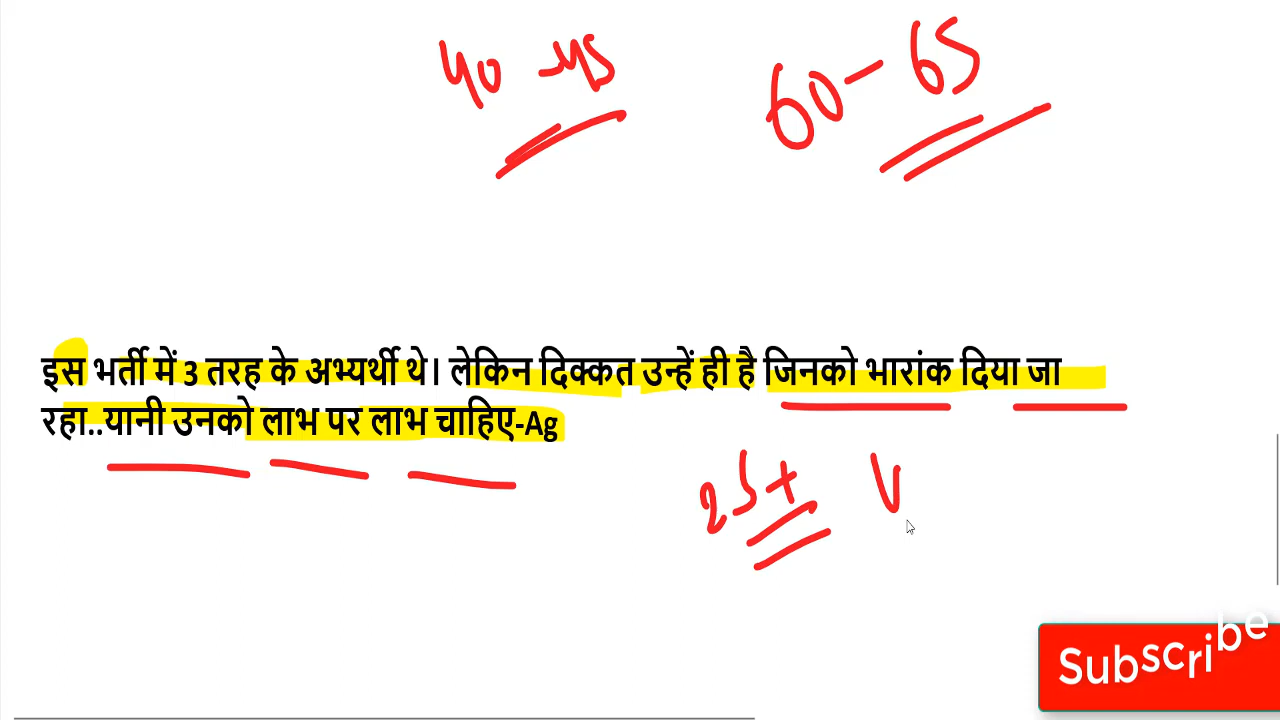 40 -45 60- 65
इस भर्ती में 3 तरह के अभ्यर्थी थे। लेकिन दिक्कत उन्हें ही है जिनको भारांक दिया जा
रहा..यानी उनको लाभ पर लाभ चाहिए-Ag
25+
Subscribe